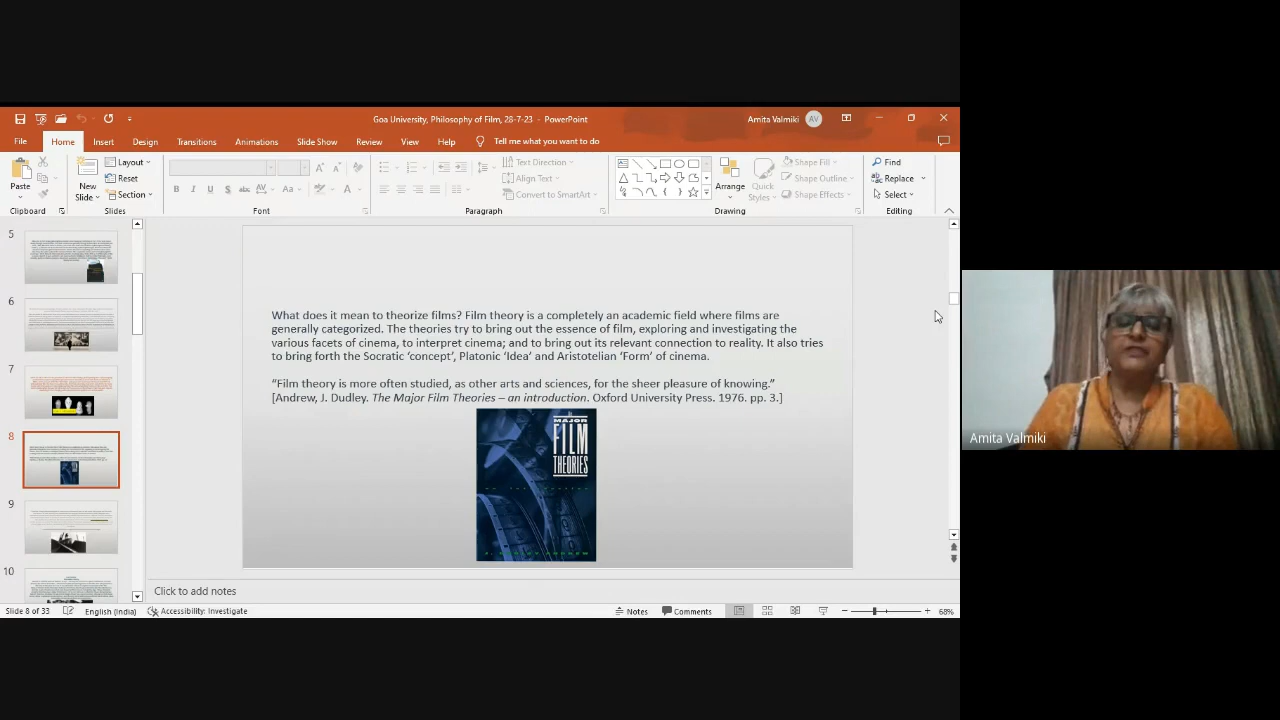 Goa University, Philosophy of Film, 28-7-23 - PowerPoint
Amita Valmiki
AV
File
Home
Insert
Design
Transitions
Animations
Slide Show
Review
View
Help
Tell me what you want to do
Paste
New Slide
Layout
Reset
Section
Text Direction
Align Text
Convert to SmartArt
Arrange
Quick Styles
Shape Fill
Shape Outline
Shape Effects
Find
Replace
Select
Clipboard
Slides
Font
Paragraph
Drawing
Editing
5
6
7
8
9
10
What does it mean to theorize films? Film theory is a completely an academic field where films are
generally categorized. The theories try to bring out the essence of film, exploring and investigating the
various facets of cinema, to interpret cinema; and to bring out its relevant connection to reality. It also tries
to bring forth the Socratic ‘concept’, Platonic ‘Idea’ and Aristotelian ‘Form’ of cinema.
“Film theory is more often studied, as other arts and sciences, for the sheer pleasure of knowing.”
[Andrew, J. Dudley. The Major Film Theories – an introduction. Oxford University Press. 1976. pp. 3.]
MAJOR
FILM
THEORIES
J. DUDLEY ANDREW
Click to add notes
Slide 8 of 33
English (India)
Accessibility: Investigate
Notes
Comments
68%
Amita Valmiki